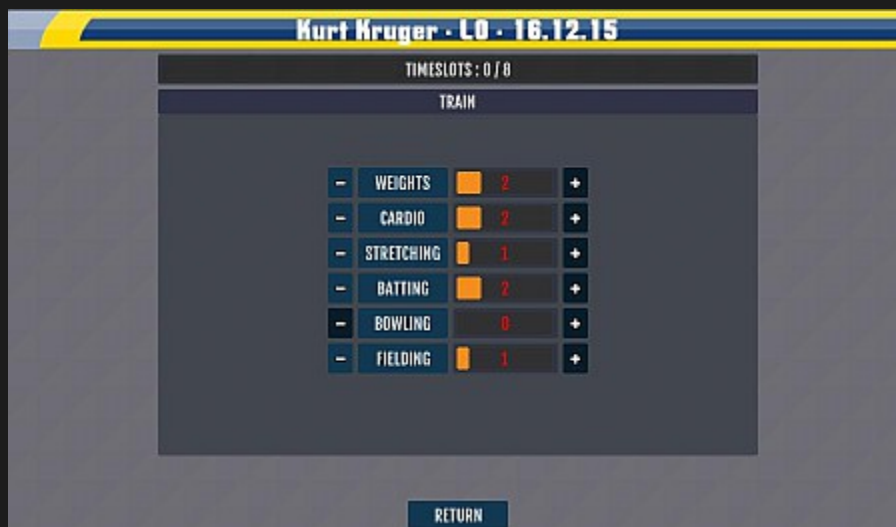 Kurt Kruger - L0 - 16.12.15
TIMESLOTS : 0 / 8
TRAIN
- WEIGHTS 2 +
- CARDIO 2 +
- STRETCHING 1 +
- BATTING 2 +
- BOWLING 0 +
- FIELDING 1 +
RETURN